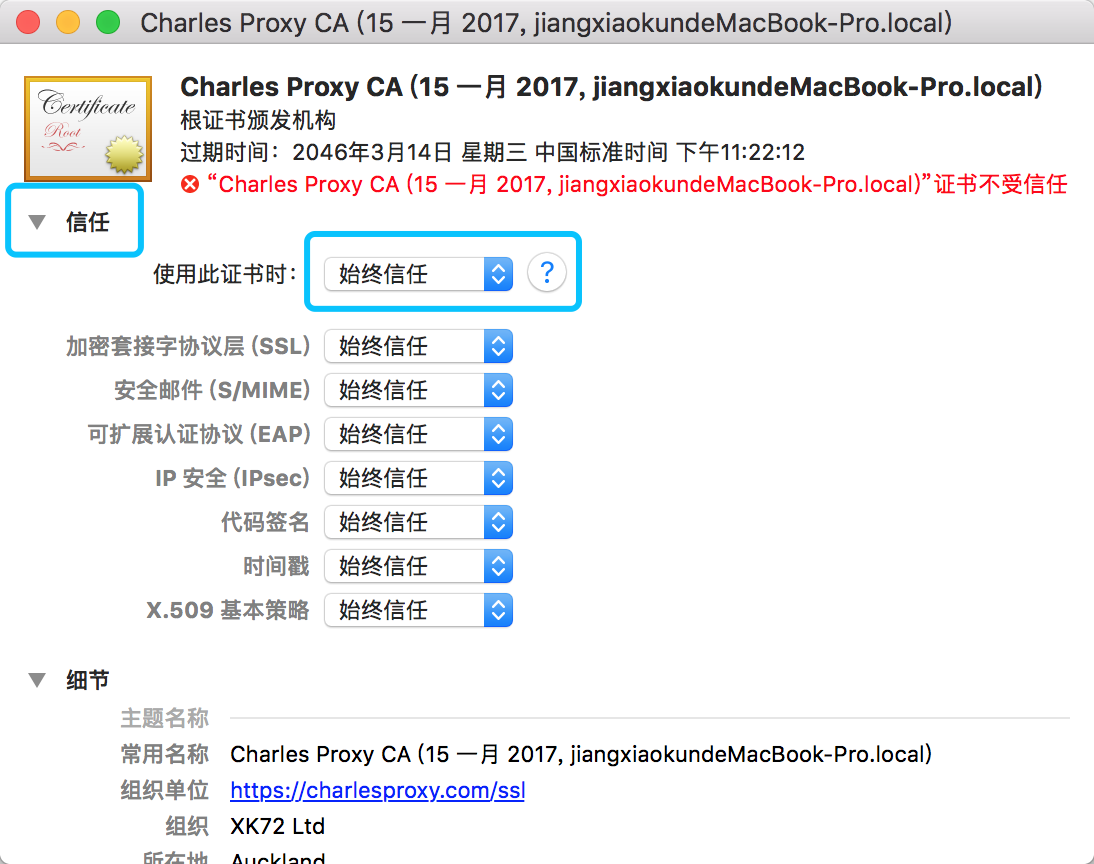 Charles Proxy CA (15 一月 2017, jiangxiaokundeMacBook-Pro.local)
Certificate
Root
Charles Proxy CA (15 一月 2017, jiangxiaokundeMacBook-Pro.local)
根证书颁发机构
过期时间：2046年3月14日 星期三 中国标准时间 下午11:22:12
“Charles Proxy CA (15 一月 2017, jiangxiaokundeMacBook-Pro.local)”证书不受信任
信任
使用此证书时： 始终信任 ?
加密套接字协议层 (SSL) 始终信任
安全邮件 (S/MIME) 始终信任
可扩展认证协议 (EAP) 始终信任
IP 安全 (IPsec) 始终信任
代码签名 始终信任
时间戳 始终信任
X.509 基本策略 始终信任
细节
主题名称
常用名称 Charles Proxy CA (15 一月 2017, jiangxiaokundeMacBook-Pro.local)
组织单位 https://charlesproxy.com/ssl
组织 XK72 Ltd
所在地 Auckland